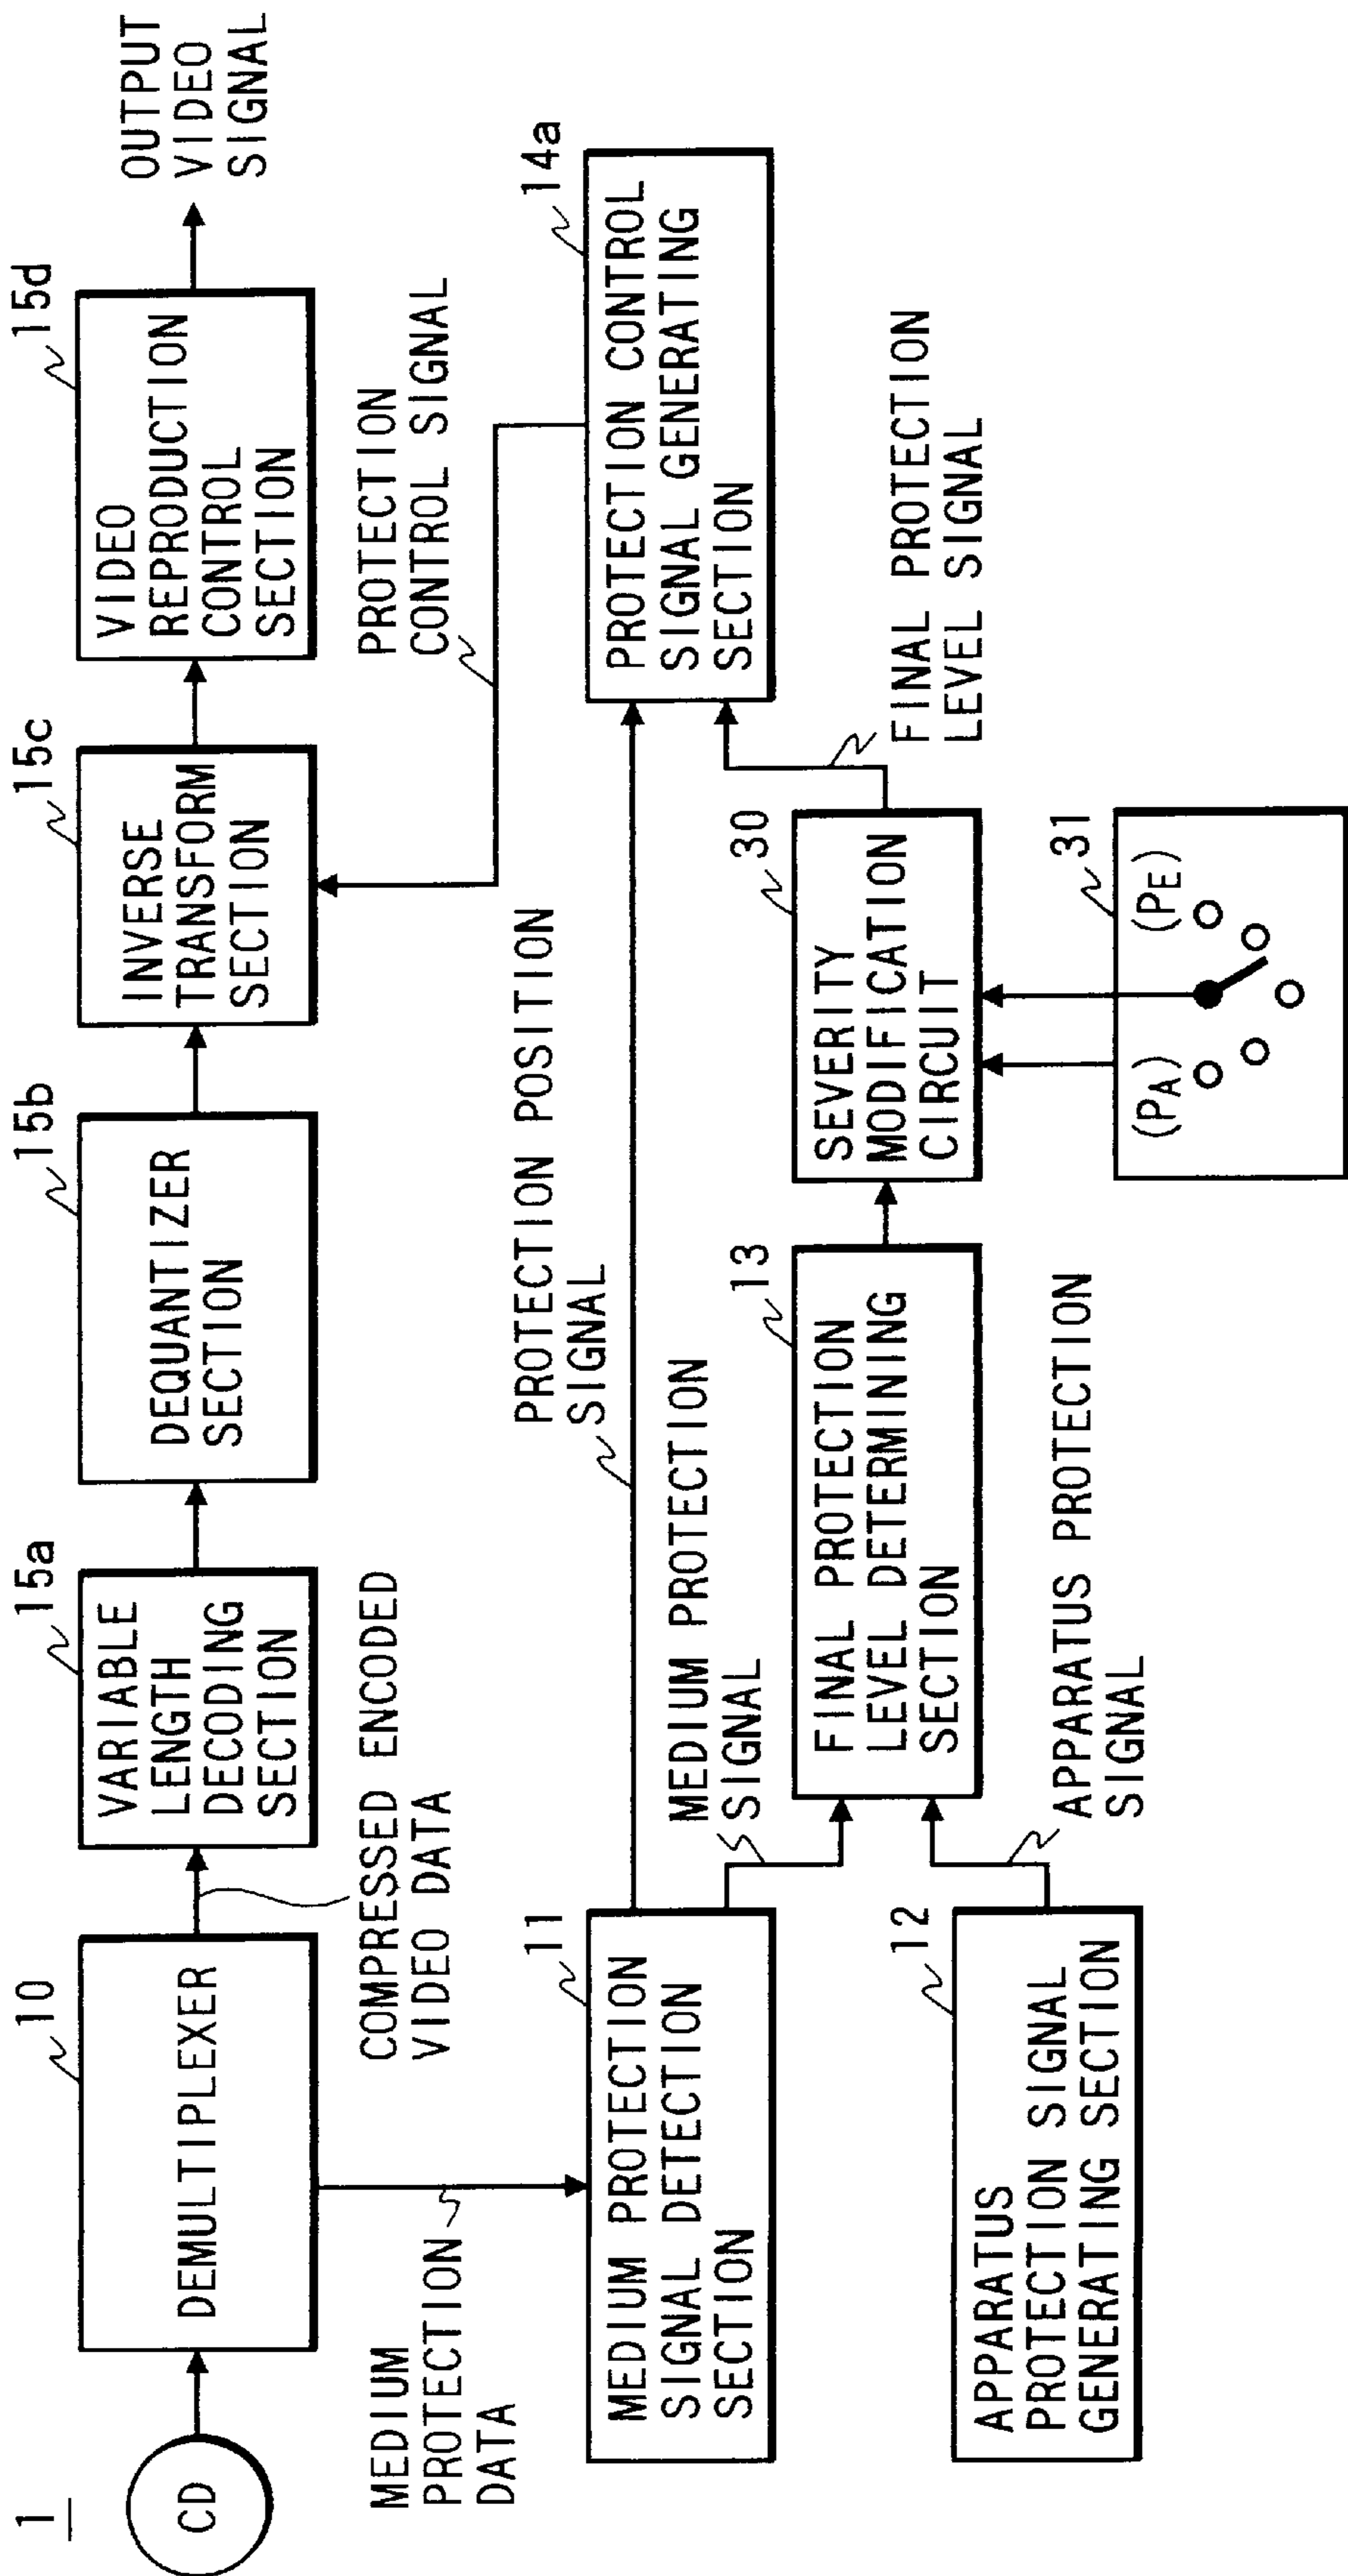 1
CD
10
DEMULTIPLEXER
15a
VARIABLE
LENGTH
DECODING
SECTION
15b
DEQUANTIZER
SECTION
15c
INVERSE
TRANSFORM
SECTION
15d
VIDEO
REPRODUCTION
CONTROL
SECTION
OUTPUT
VIDEO
SIGNAL
COMPRESSED ENCODED
VIDEO DATA
MEDIUM
PROTECTION
DATA
PROTECTION
CONTROL SIGNAL
PROTECTION POSITION
SIGNAL
11
MEDIUM PROTECTION
SIGNAL DETECTION
SECTION
14a
PROTECTION CONTROL
SIGNAL GENERATING
SECTION
MEDIUM PROTECTION
SIGNAL
13
FINAL PROTECTION
LEVEL DETERMINING
SECTION
30
SEVERITY
MODIFICATION
CIRCUIT
FINAL PROTECTION
LEVEL SIGNAL
12
APPARATUS
PROTECTION SIGNAL
GENERATING SECTION
APPARATUS PROTECTION
SIGNAL
31
(PA)
(PE)